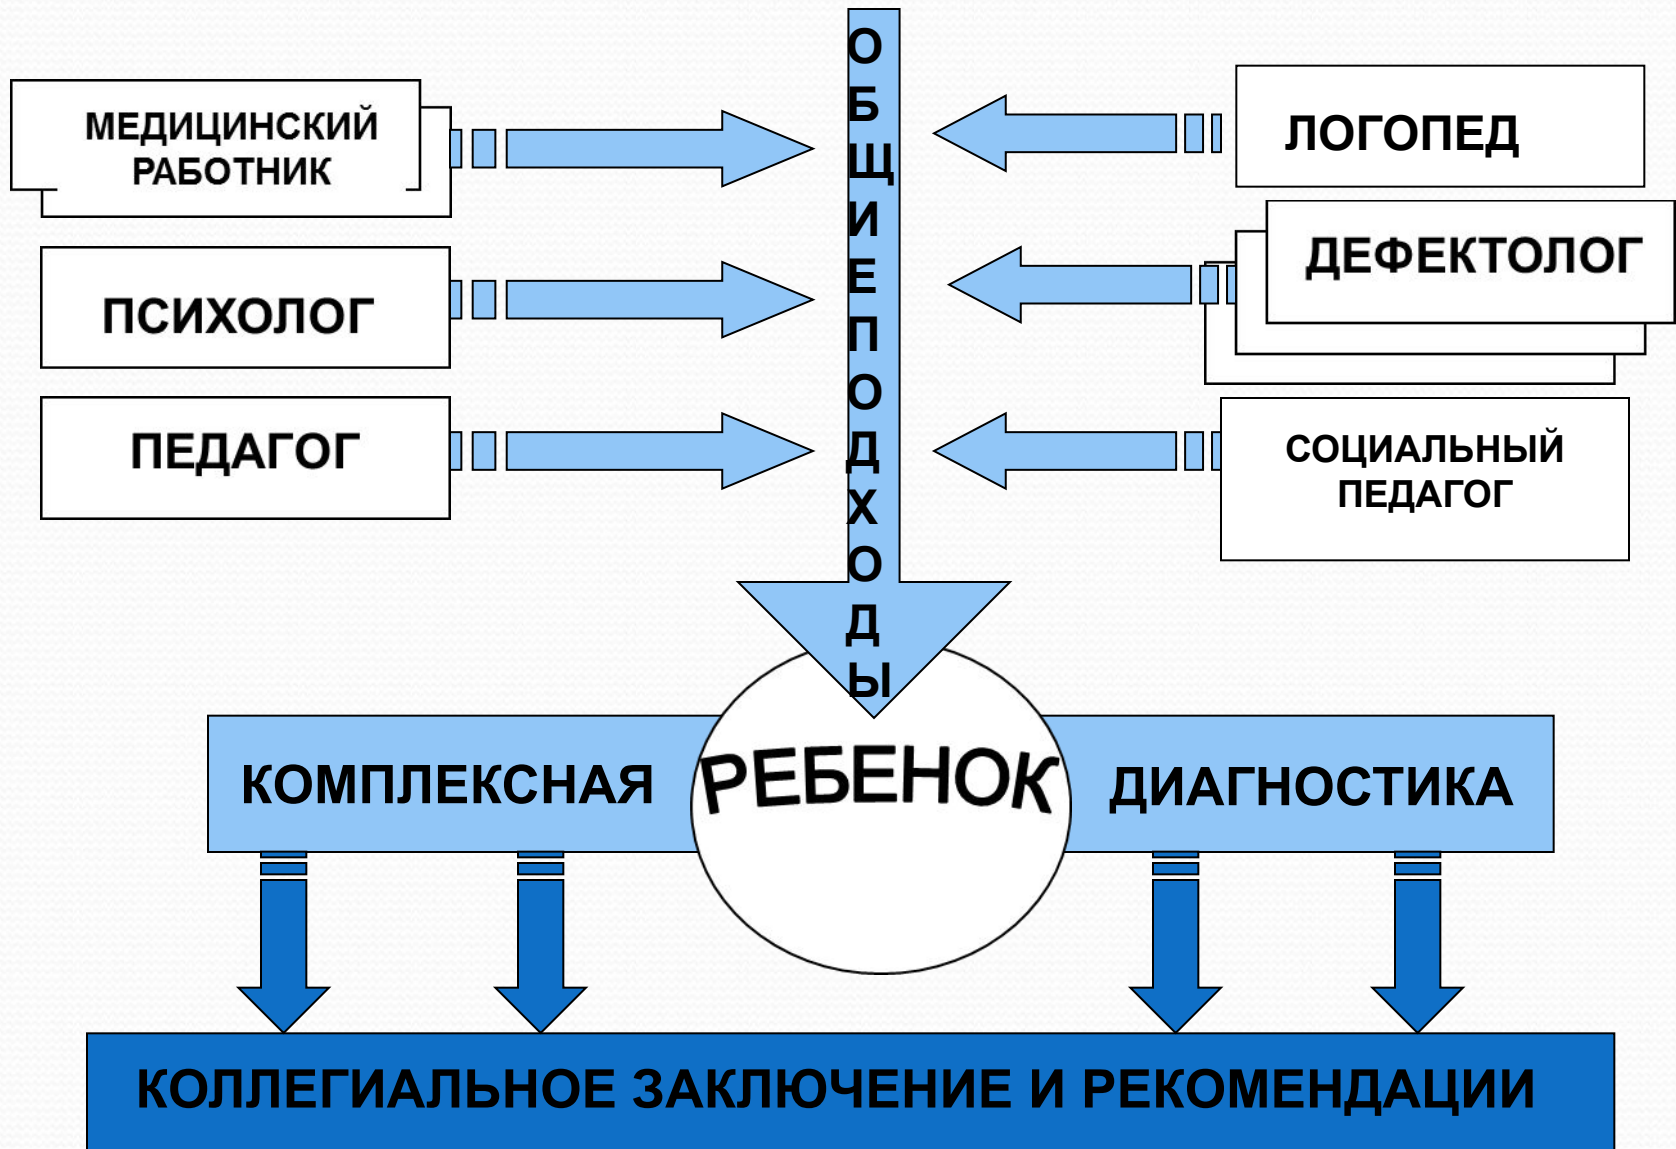 МЕДИЦИНСКИЙ
РАБОТНИК
ПСИХОЛОГ
ПЕДАГОГ
ОБЩИЕ ПОДХОДЫ
ЛОГОПЕД
ДЕФЕКТОЛОГ
СОЦИАЛЬНЫЙ
ПЕДАГОГ
КОМПЛЕКСНАЯ
РЕБЕНОК
ДИАГНОСТИКА
КОЛЛЕГИАЛЬНОЕ ЗАКЛЮЧЕНИЕ И РЕКОМЕНДАЦИИ